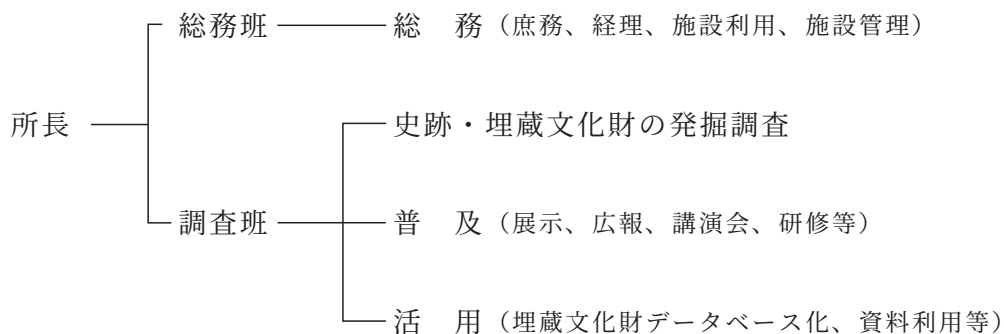 総務班 総　務（庶務、経理、施設利用、施設管理）
所長 史跡・埋蔵文化財の発掘調査
調査班 普　及（展示、広報、講演会、研修等）
活　用（埋蔵文化財データベース化、資料利用等）